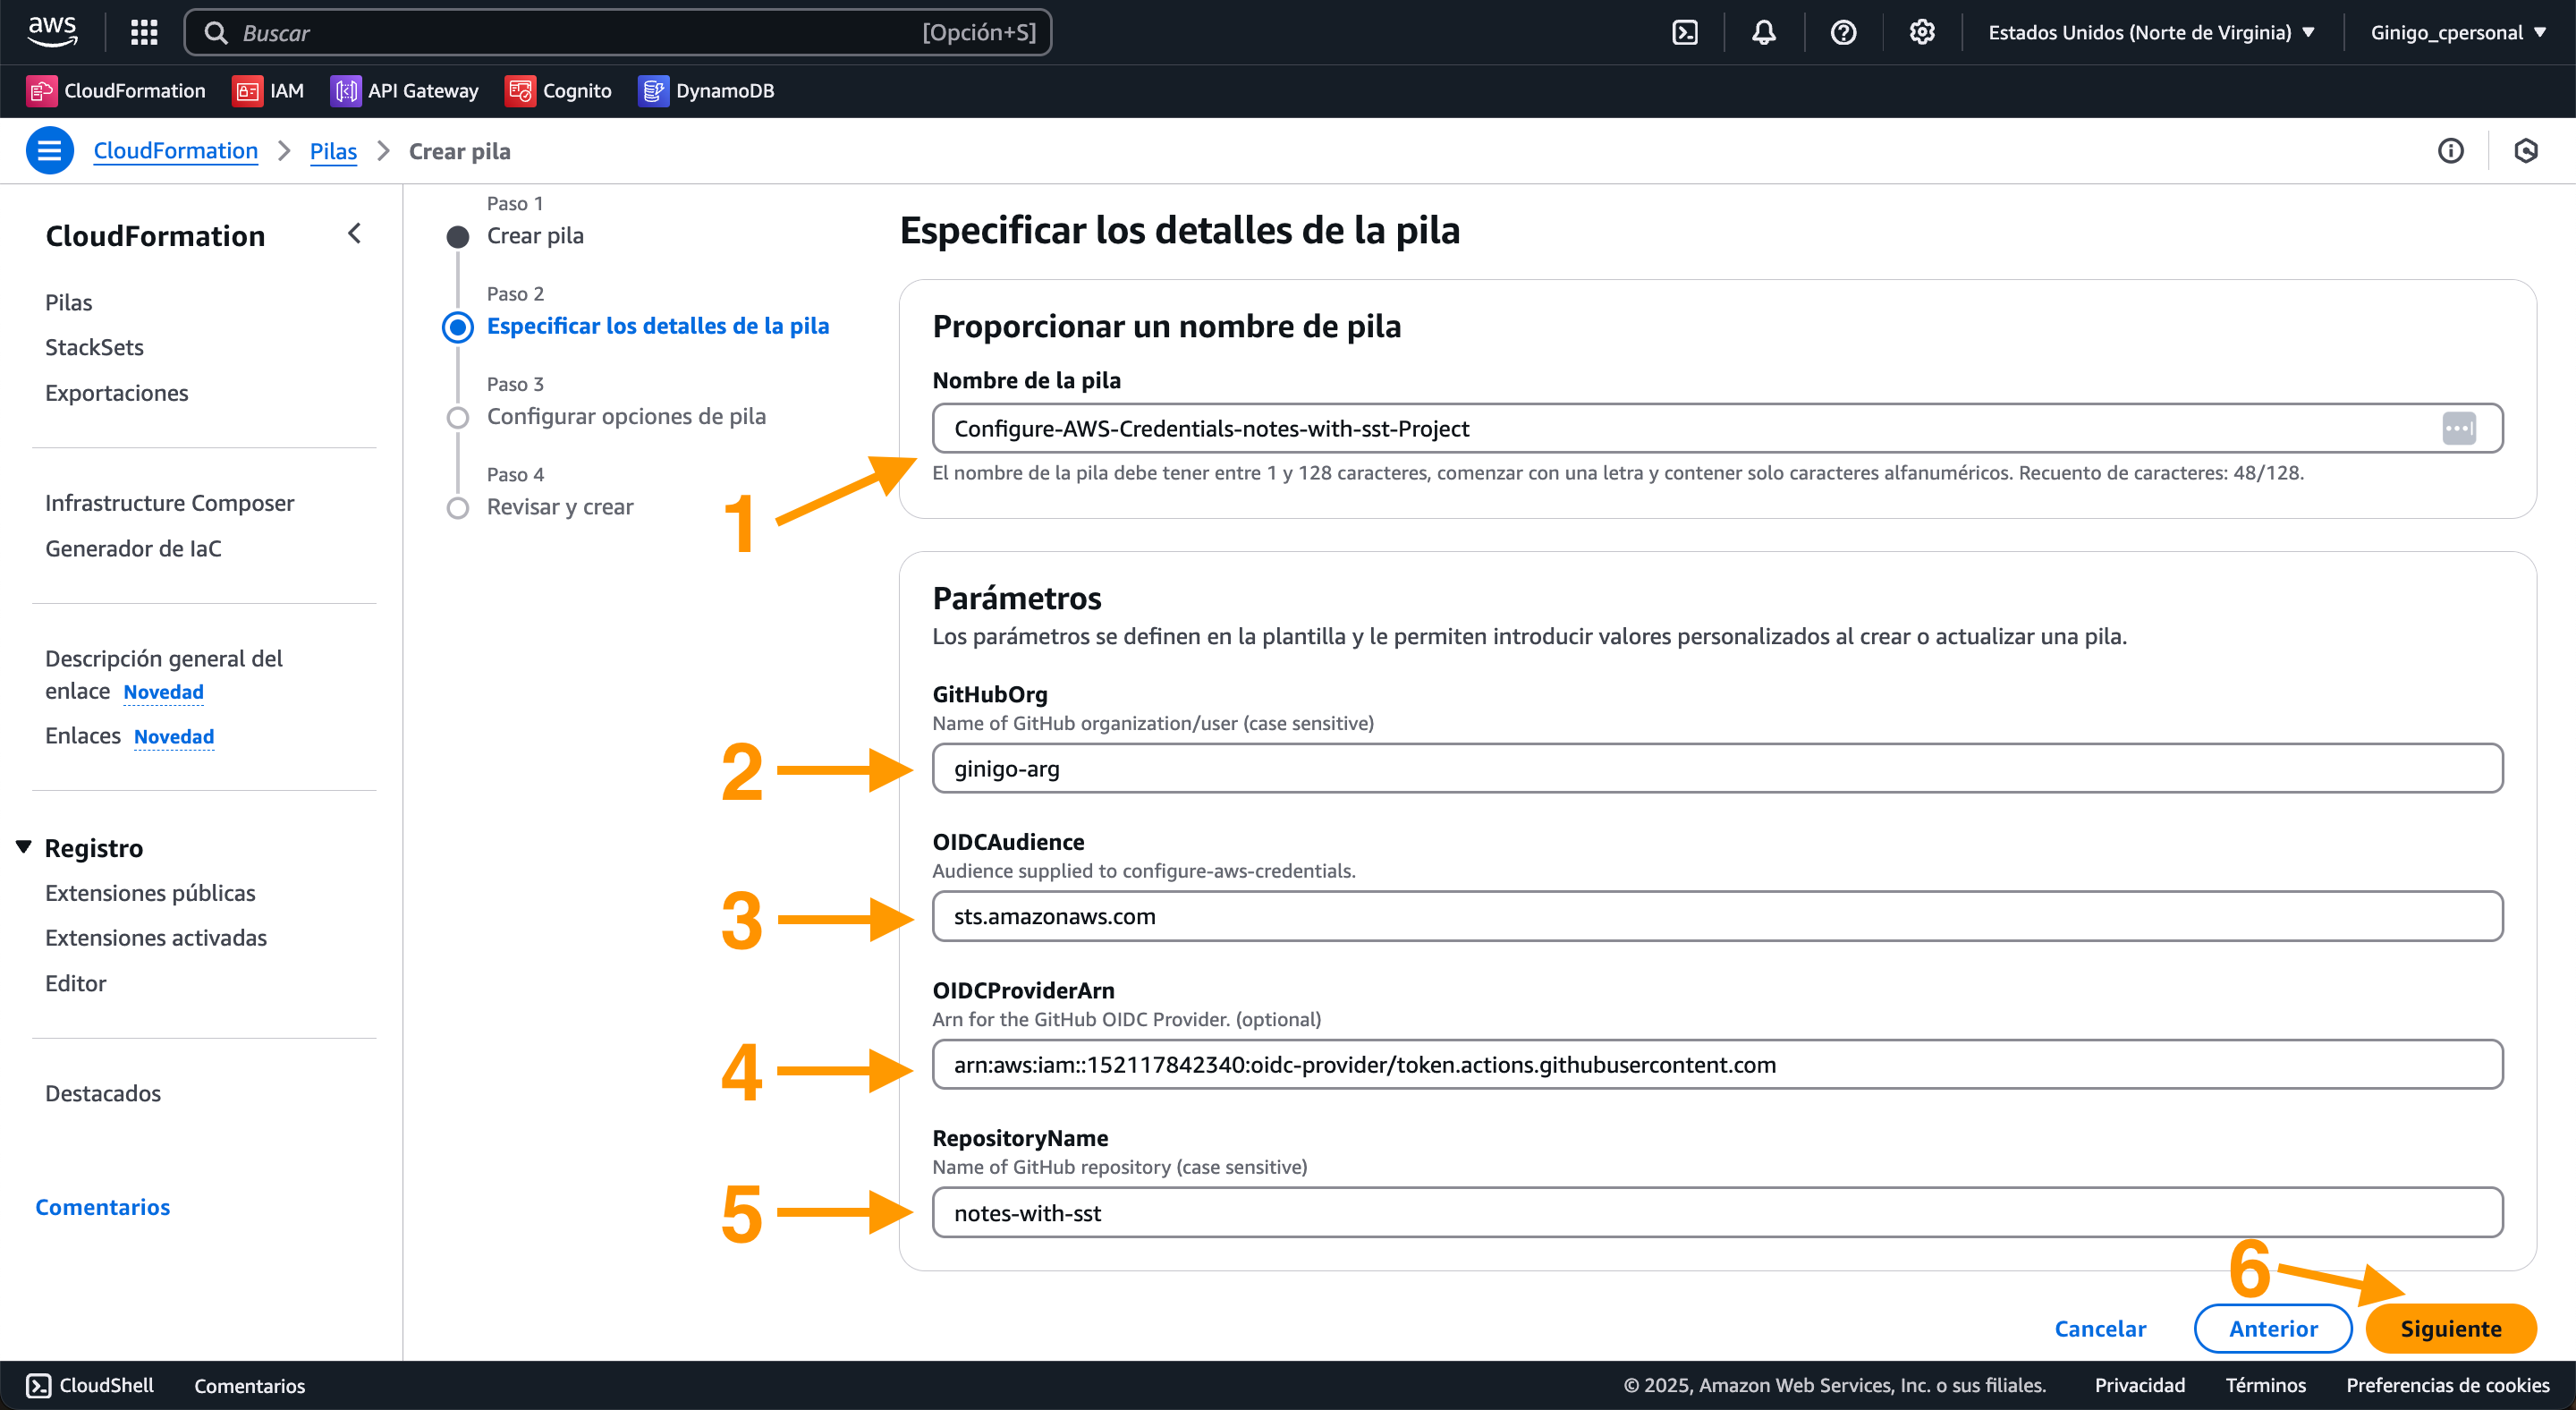 aws
Buscar
[Opción+S]
Estados Unidos (Norte de Virginia)
Ginigo_cpersonal
CloudFormation
IAM
API Gateway
Cognito
DynamoDB
CloudFormation
Pilas
Crear pila
CloudFormation
Pilas
StackSets
Exportaciones
Infrastructure Composer
Generador de IaC
Descripción general del
enlace Novedad
Enlaces Novedad
Registro
Extensiones públicas
Extensiones activadas
Editor
Destacados
Comentarios
Paso 1
Crear pila
Paso 2
Especificar los detalles de la pila
Paso 3
Configurar opciones de pila
Paso 4
Revisar y crear
Especificar los detalles de la pila
Proporcionar un nombre de pila
Nombre de la pila
Configure-AWS-Credentials-notes-with-sst-Project
El nombre de la pila debe tener entre 1 y 128 caracteres, comenzar con una letra y contener solo caracteres alfanuméricos. Recuento de caracteres: 48/128.
1
Parámetros
Los parámetros se definen en la plantilla y le permiten introducir valores personalizados al crear o actualizar una pila.
GitHubOrg
Name of GitHub organization/user (case sensitive)
2
ginigo-arg
OIDCAudience
Audience supplied to configure-aws-credentials.
3
sts.amazonaws.com
OIDCProviderArn
Arn for the GitHub OIDC Provider. (optional)
4
arn:aws:iam::152117842340:oidc-provider/token.actions.githubusercontent.com
RepositoryName
Name of GitHub repository (case sensitive)
5
notes-with-sst
6
Cancelar
Anterior
Siguiente
CloudShell
Comentarios
© 2025, Amazon Web Services, Inc. o sus filiales.
Privacidad
Términos
Preferencias de cookies